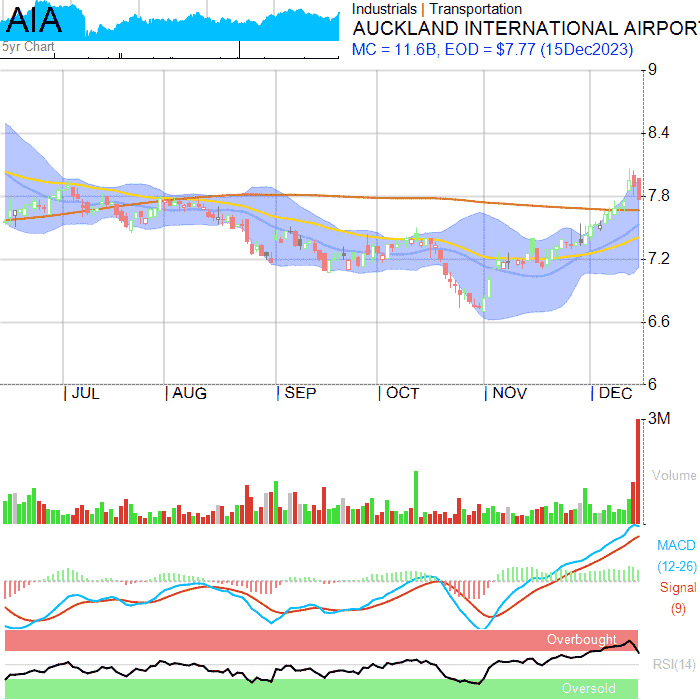 AIA
5yr Chart
Industrials | Transportation
AUCKLAND INTERNATIONAL AIRPORT
MC = 11.6B, EOD = $7.77 (15Dec2023)
9
8.4
7.8
7.2
6.6
6
JUL AUG SEP OCT NOV DEC
3M
Volume
MACD
(12-26)
Signal
(9)
Overbought
RSI(14)
Oversold